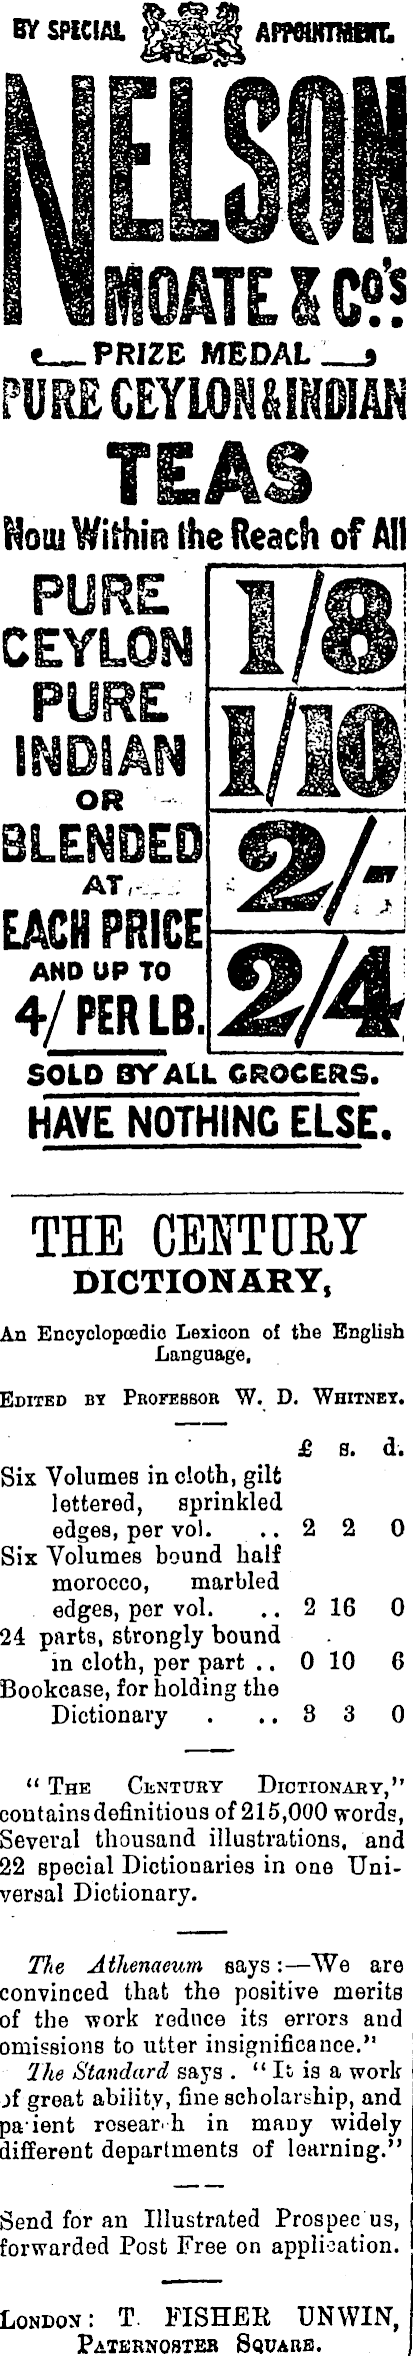 BY SPECIAL APPOINTMENT.
NELSON
MOATE & CO'S
PRIZE MEDAL
PURE CEYLON & INDIAN
TEAS
Now Within the Reach of All
PURE
CEYLON
PURE
INDIAN
OR
BLENDED
AT
EACH PRICE
AND UP TO
4/ PER LB.
1/8
1/10
2/-
2/4
SOLD BY ALL GROCERS.
HAVE NOTHING ELSE.
THE CENTURY
DICTIONARY,
An Encyclopœdic Lexicon of the English
Language,
EDITED BY PROFESSOR W. D. WHITNEY.
£ s. d.
Six Volumes in cloth, gilt
lettered, sprinkled
edges, per vol. .. 2 2 0
Six Volumes bound half
morocco, marbled
edges, per vol. .. 2 16 0
24 parts, strongly bound
in cloth, per part .. 0 10 6
Bookcase, for holding the
Dictionary . .. 3 3 0
"THE CENTURY DICTIONARY,"
contains definitions of 215,000 words,
Several thousand illustrations, and
22 special Dictionaries in one Uni-
versal Dictionary.
The Athenaeum says:—We are
convinced that the positive merits
of the work reduce its errors and
omissions to utter insignificance."
The Standard says. "It is a work
of great ability, fine scholarship, and
patient research in many widely
different departments of learning."
Send for an Illustrated Prospectus,
forwarded Post Free on application.
LONDON: T. FISHER UNWIN,
PATERNOSTER SQUARE.